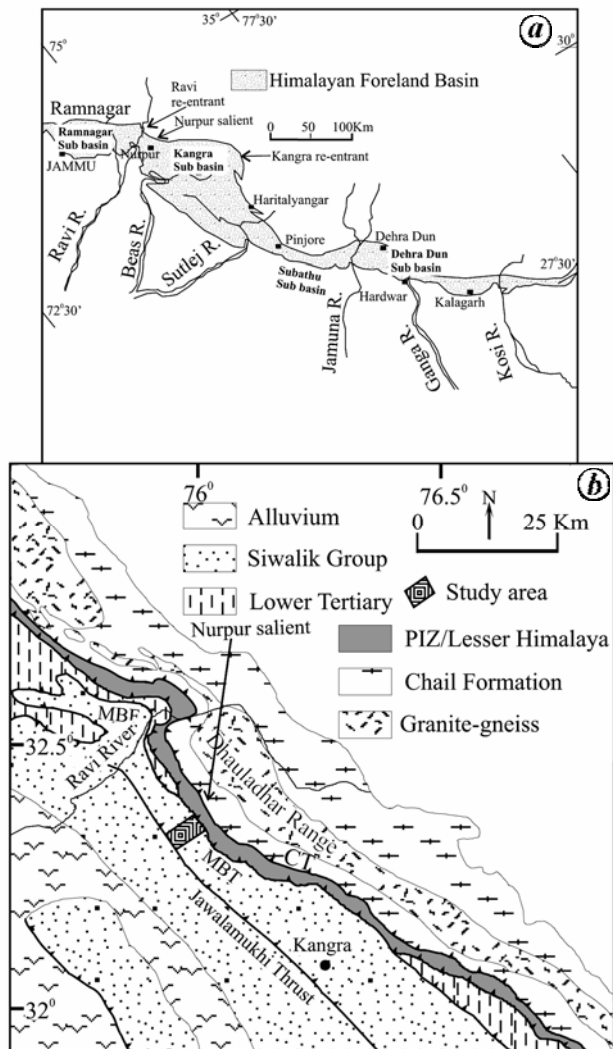 a
35°
77°30'
75°
30°
Himalayan Foreland Basin
Ravi
re-entrant
Nurpur salient
0 50 100Km
Ramnagar
Ramnagar
Sub basin
JAMMU
Nurpur
Kangra
Sub basin
Kangra re-entrant
Haritalyangar
Ravi R.
Beas R.
Sutlej R.
Pinjore
Dehra Dun
Dehra Dun
Sub basin
Subathu
Sub basin
27°30'
72°30'
Hardwar
Kalagarh
Jamuna R.
Ganga R.
Kosi R.
b
76°
76.5°
N
0 25 Km
Alluvium
Siwalik Group
Lower Tertiary
Study area
Nurpur salient
PIZ/Lesser Himalaya
Chail Formation
Granite-gneiss
MBF
32.5°
Ravi River
Dhauladhar Range
MBT
CT
Jawalamukhi Thrust
Kangra
32°